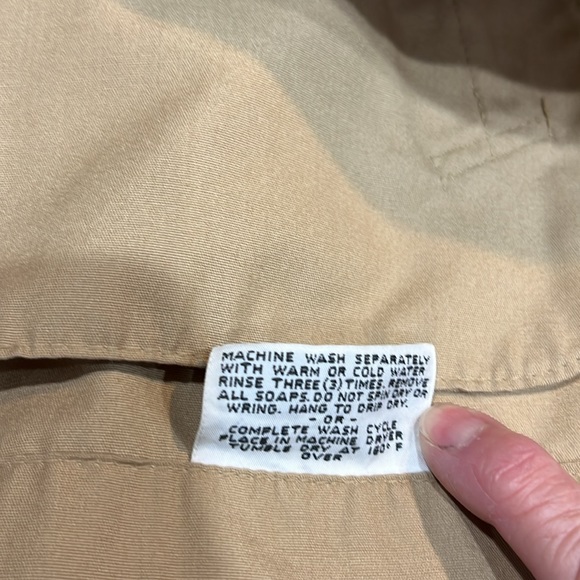 MACHINE WASH SEPARATELY
WITH WARM OR COLD WATER
RINSE THREE (3) TIMES. REMOVE
ALL SOAPS. DO NOT SPIN DRY OR
WRING. HANG TO DRIP DRY.
- OR -
COMPLETE WASH CYCLE
PLACE IN MACHINE DRYER
TUMBLE DRY AT 160° F
OVER